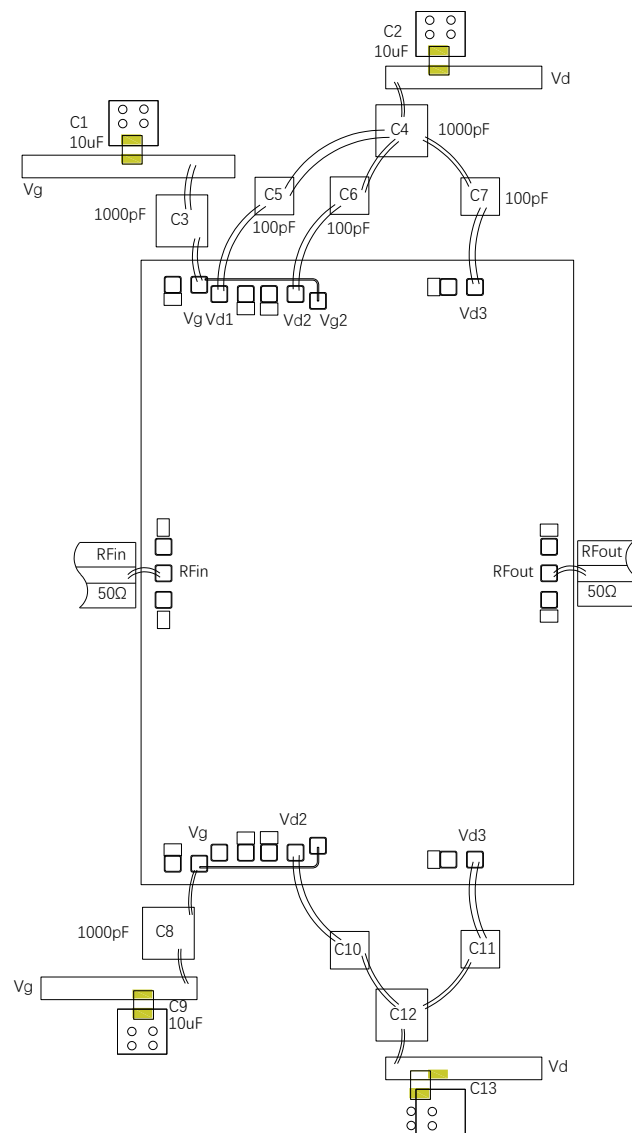 C2
10uF
Vd
C1
10uF
C4
1000pF
Vg
C5
C6
C7
100pF
1000pF
C3
100pF
100pF
Vg
Vd1
Vd2
Vg2
Vd3
RFin
RFin
50Ω
RFout
RFout
50Ω
Vg
Vd2
Vd3
1000pF
C8
C10
C11
Vg
C9
10uF
C12
Vd
C13